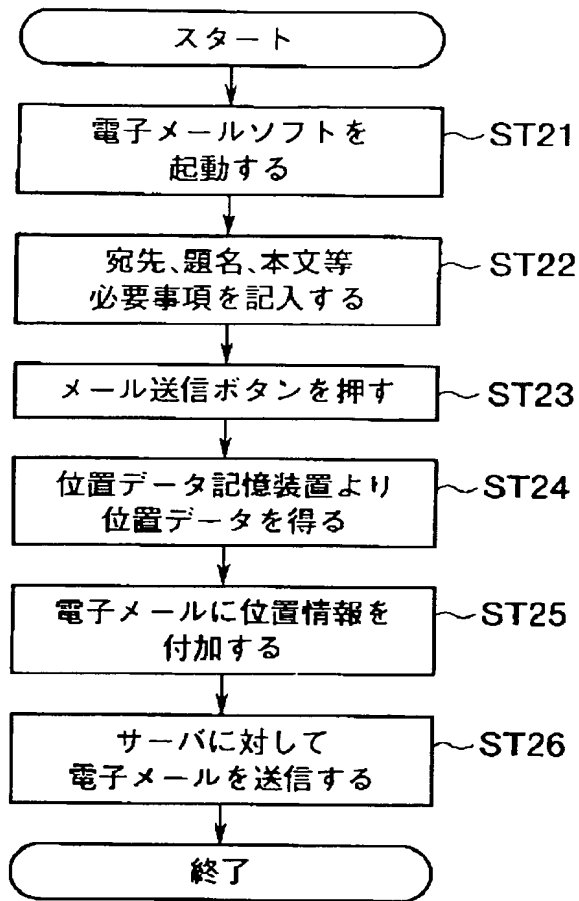 スタート
電子メールソフトを
起動する
ST21
宛先、題名、本文等
必要事項を記入する
ST22
メール送信ボタンを押す
ST23
位置データ記憶装置より
位置データを得る
ST24
電子メールに位置情報を
付加する
ST25
サーバに対して
電子メールを送信する
ST26
終了